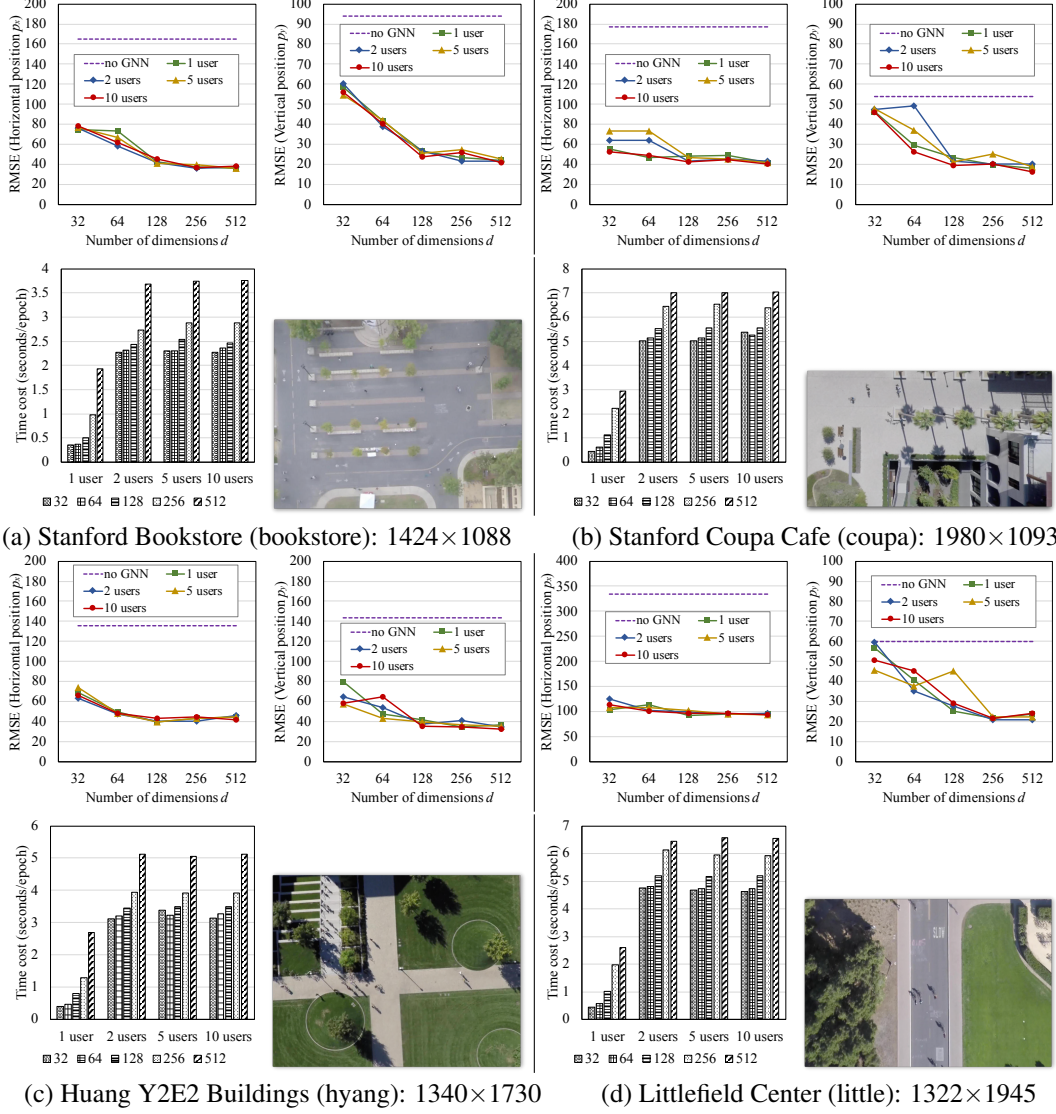 RMSE (Horizontal position pₓ)
200
180
160
140
120
100
80
60
40
20
0
no GNN
1 user
2 users
5 users
10 users
32 64 128 256 512
Number of dimensions d
RMSE (Vertical position pᵧ)
100
90
80
70
60
50
40
30
20
10
0
no GNN
1 user
2 users
5 users
10 users
32 64 128 256 512
Number of dimensions d
RMSE (Horizontal position pₓ)
200
180
160
140
120
100
80
60
40
20
0
no GNN
1 user
2 users
5 users
10 users
32 64 128 256 512
Number of dimensions d
RMSE (Vertical position pᵧ)
100
90
80
70
60
50
40
30
20
10
0
no GNN
1 user
2 users
5 users
10 users
32 64 128 256 512
Number of dimensions d
Time cost (seconds/epoch)
4
3.5
3
2.5
2
1.5
1
0.5
0
1 user 2 users 5 users 10 users
32 64 128 256 512
Time cost (seconds/epoch)
8
7
6
5
4
3
2
1
0
1 user 2 users 5 users 10 users
32 64 128 256 512
(a) Stanford Bookstore (bookstore): 1424×1088
(b) Stanford Coupa Cafe (coupa): 1980×1093
RMSE (Horizontal position pₓ)
200
180
160
140
120
100
80
60
40
20
0
no GNN
1 user
2 users
5 users
10 users
32 64 128 256 512
Number of dimensions d
RMSE (Vertical position pᵧ)
200
180
160
140
120
100
80
60
40
20
0
no GNN
1 user
2 users
5 users
10 users
32 64 128 256 512
Number of dimensions d
RMSE (Horizontal position pₓ)
400
350
300
250
200
150
100
50
0
no GNN
1 user
2 users
5 users
10 users
32 64 128 256 512
Number of dimensions d
RMSE (Vertical position pᵧ)
100
90
80
70
60
50
40
30
20
10
0
no GNN
1 user
2 users
5 users
10 users
32 64 128 256 512
Number of dimensions d
Time cost (seconds/epoch)
6
5
4
3
2
1
0
1 user 2 users 5 users 10 users
32 64 128 256 512
Time cost (seconds/epoch)
7
6
5
4
3
2
1
0
1 user 2 users 5 users 10 users
32 64 128 256 512
SLOW
(c) Huang Y2E2 Buildings (hyang): 1340×1730
(d) Littlefield Center (little): 1322×1945